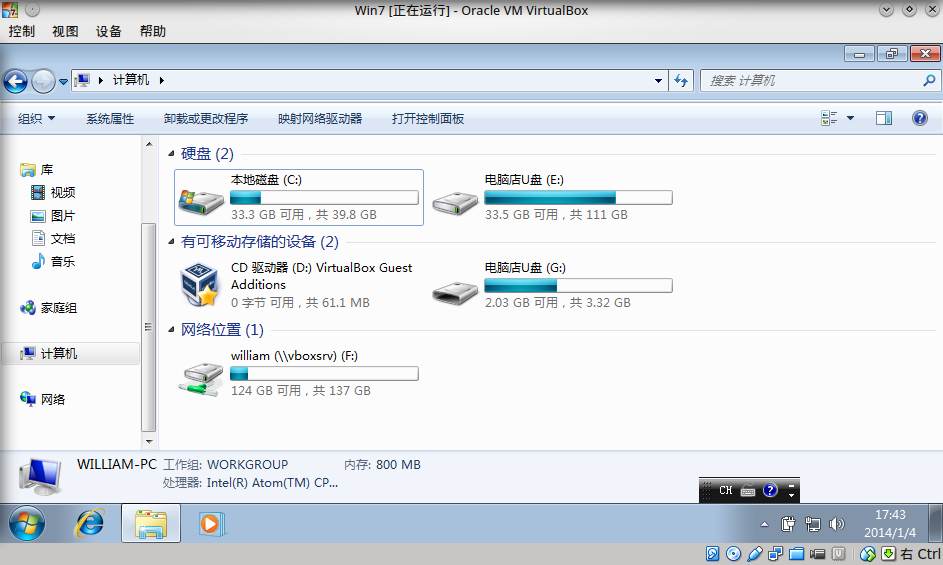 Win7 [正在运行] - Oracle VM VirtualBox
控制 视图 设备 帮助
计算机
搜索 计算机
组织 系统属性 卸载或更改程序 映射网络驱动器 打开控制面板
库
视频
图片
文档
音乐
家庭组
计算机
网络
硬盘 (2)
本地磁盘 (C:)
33.3 GB 可用，共 39.8 GB
电脑店U盘 (E:)
33.5 GB 可用，共 111 GB
有可移动存储的设备 (2)
CD 驱动器 (D:) VirtualBox Guest
Additions
0 字节 可用，共 61.1 MB
电脑店U盘 (G:)
2.03 GB 可用，共 3.32 GB
网络位置 (1)
william (\\vboxsrv) (F:)
124 GB 可用，共 137 GB
WILLIAM-PC 工作组: WORKGROUP 内存: 800 MB
处理器: Intel(R) Atom(TM) CP...
CH
17:43
2014/1/4
右 Ctrl